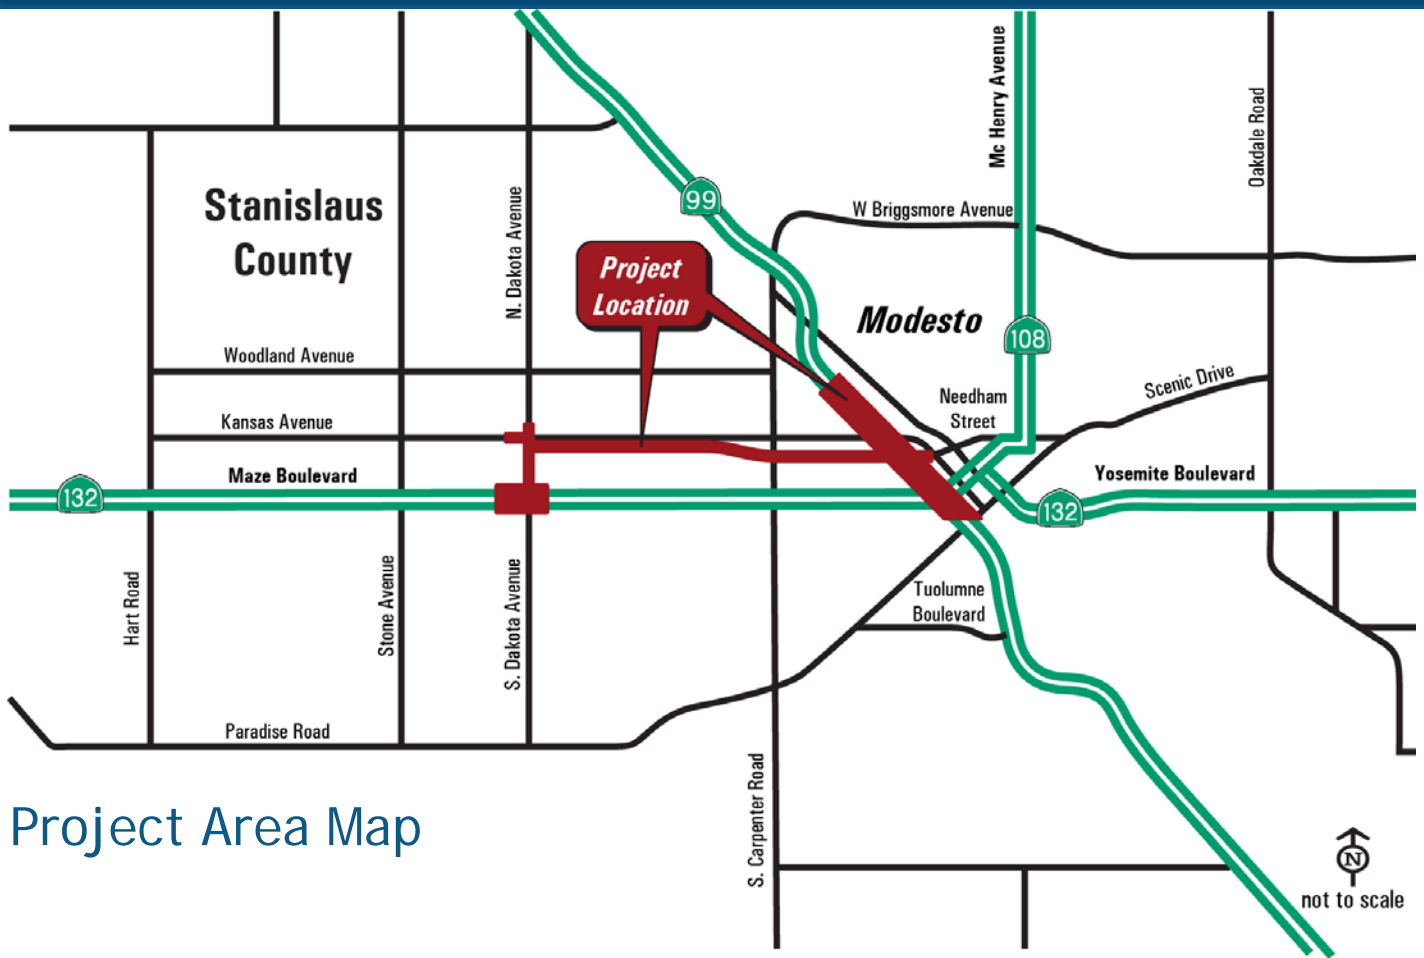 Mc Henry Avenue
Oakdale Road
99
W Briggsmore Avenue
Stanislaus
County
N. Dakota Avenue
Project
Location
Modesto
108
Woodland Avenue
Needham
Street
Scenic Drive
Kansas Avenue
Maze Boulevard
Yosemite Boulevard
132
132
Hart Road
Stone Avenue
S. Dakota Avenue
Tuolumne
Boulevard
Paradise Road
S. Carpenter Road
Project Area Map
N
not to scale